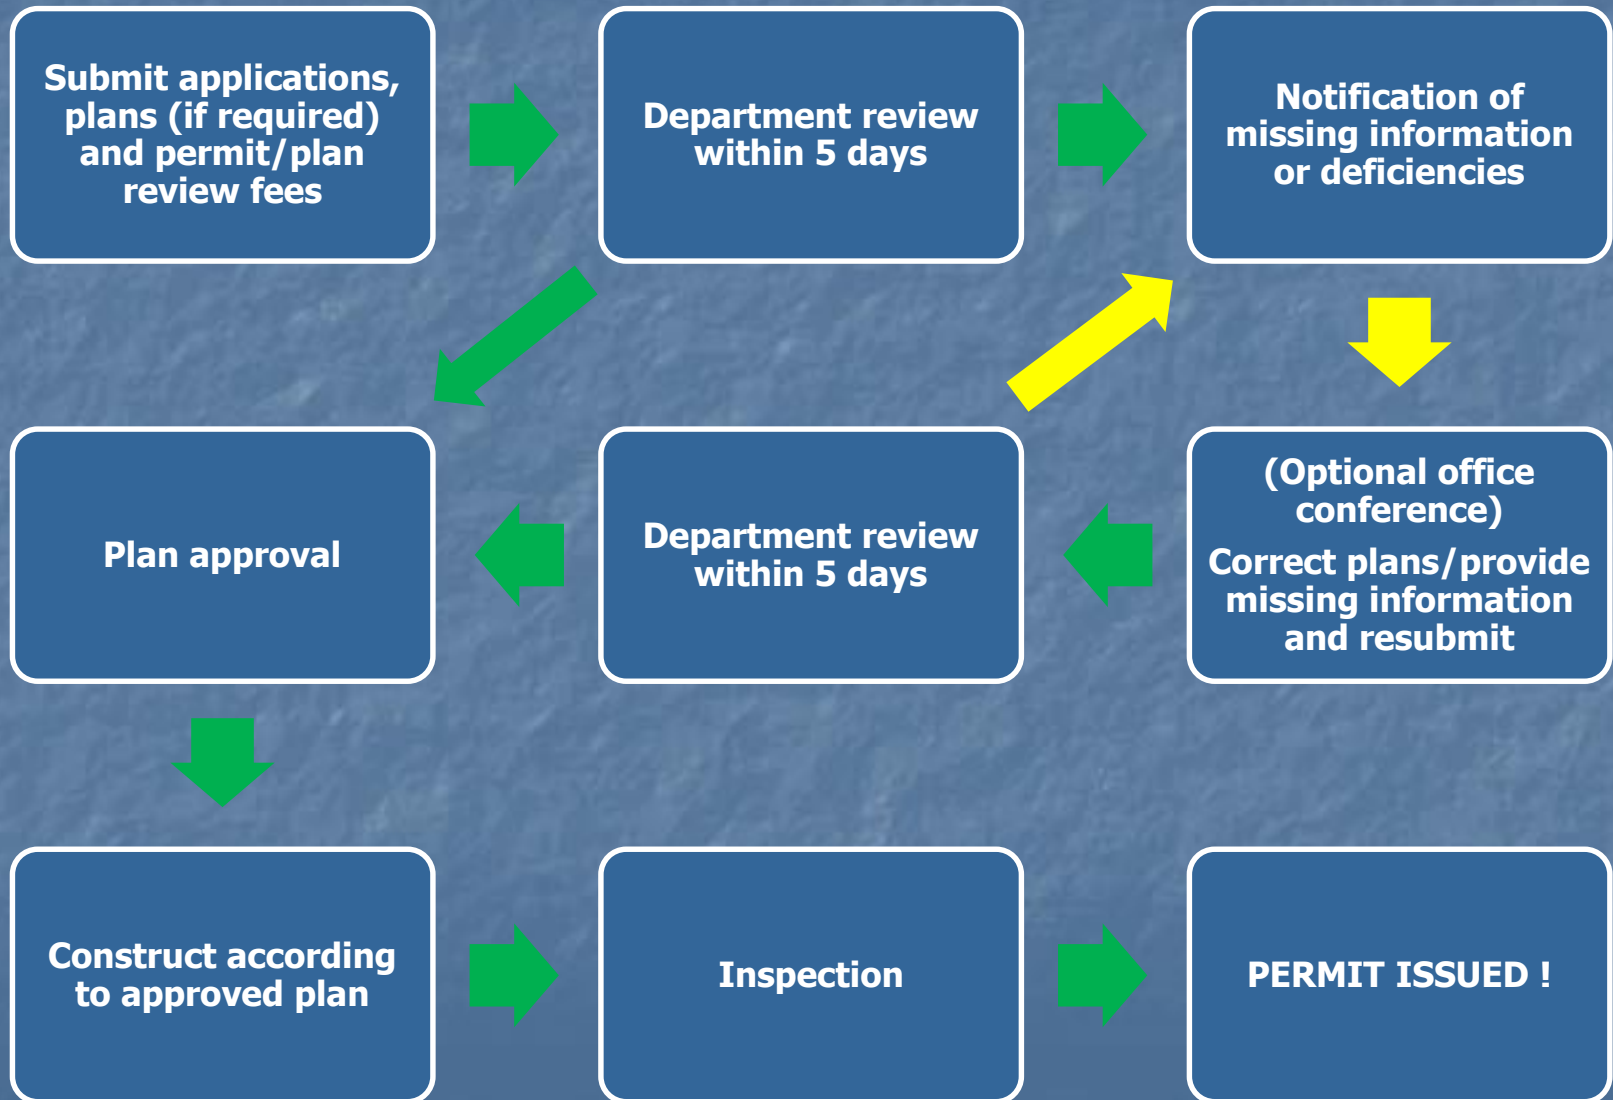 Submit applications,
plans (if required)
and permit/plan
review fees
Department review
within 5 days
Notification of
missing information
or deficiencies
Plan approval
Department review
within 5 days
(Optional office
conference)
Correct plans/provide
missing information
and resubmit
Construct according
to approved plan
Inspection
PERMIT ISSUED !